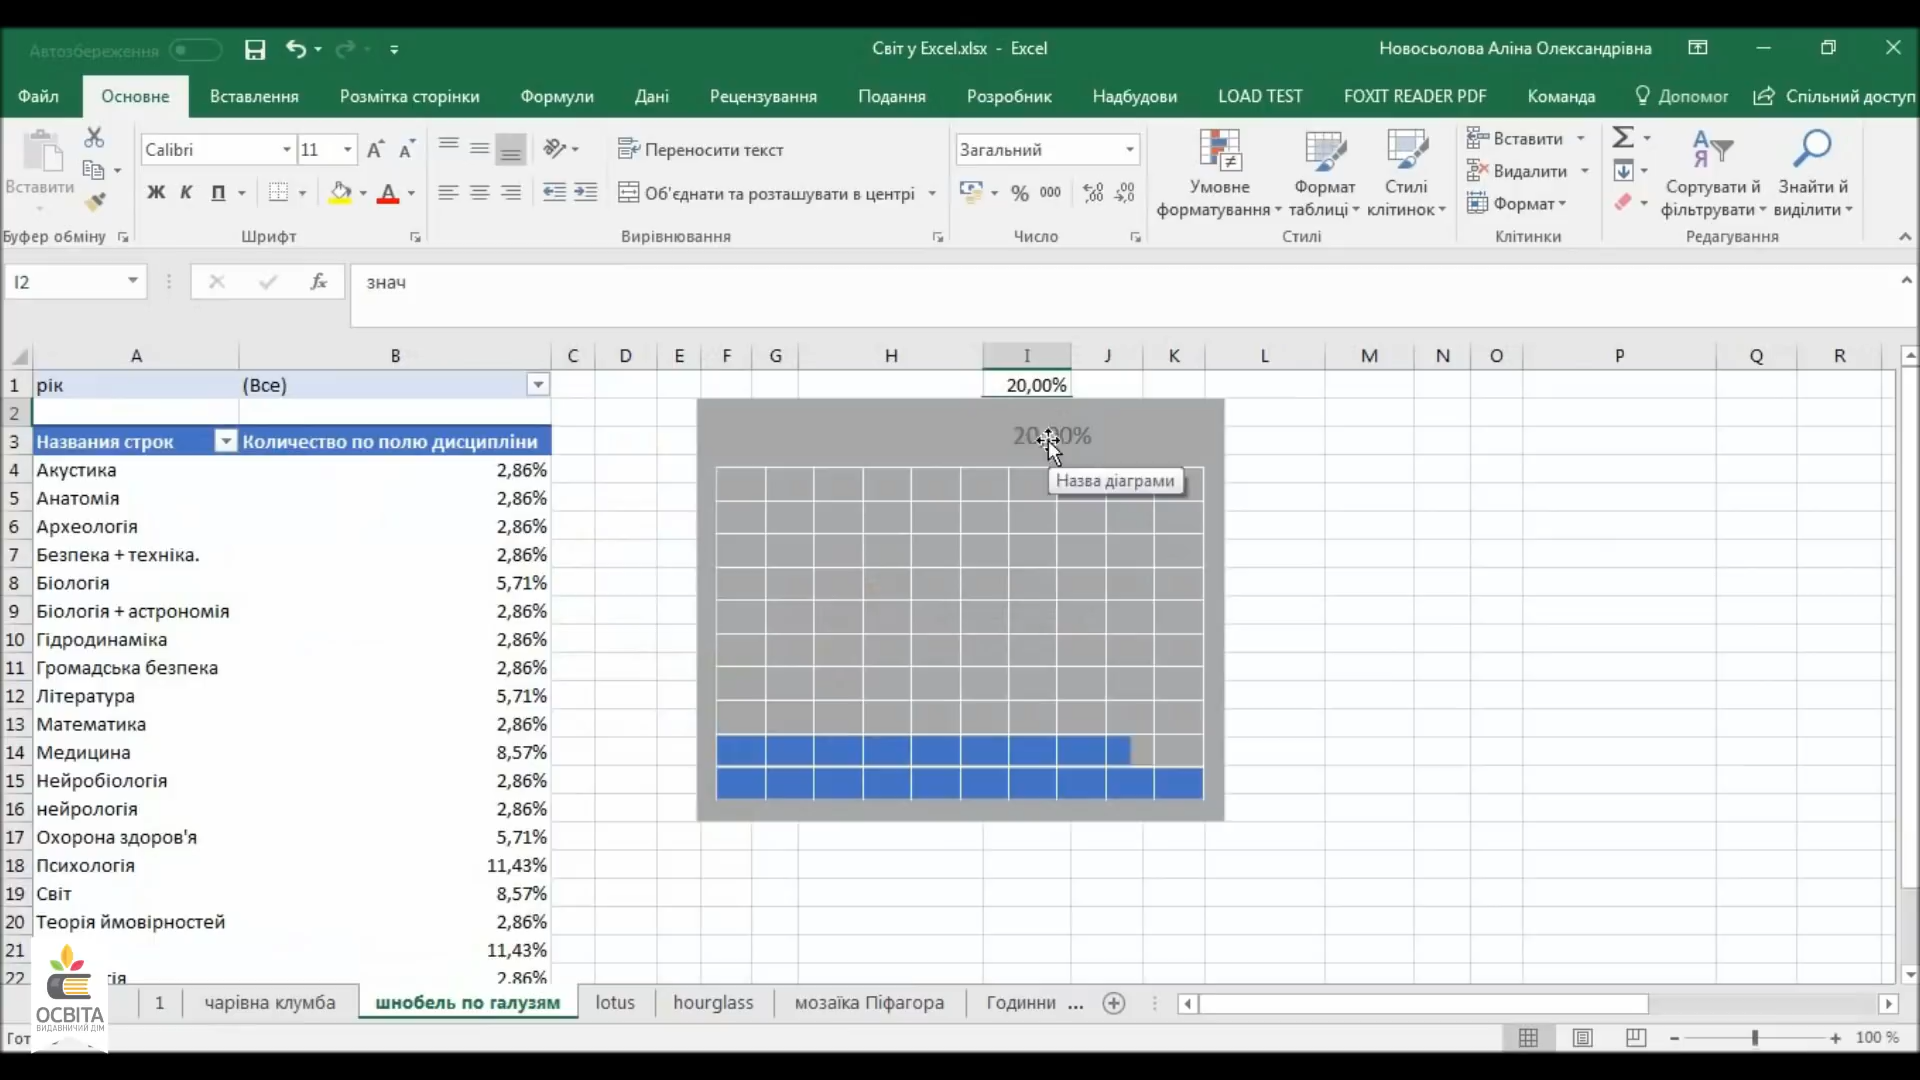 Автозбереження
Світ у Excel.xlsx - Excel
Новосьолова Аліна Олександрівна
Файл Основне Вставлення Розмітка сторінки Формули Дані Рецензування Подання Розробник Надбудови LOAD TEST FOXIT READER PDF Команда Допомог Спільний доступ
Вставити
Буфер обміну
Calibri 11
Ж К П
Шрифт
Переносити текст
Об'єднати та розташувати в центрі
Вирівнювання
Загальний
% 000
Число
Умовне форматування
Формат таблиці
Стилі клітинок
Стилі
Вставити
Видалити
Формат
Клітинки
Сортувати й фільтрувати
Знайти й виділити
Редагування
I2 fx знач
A B C D E F G H I J K L M N O P Q R
1 рік (Все) 20,00%
2
3 Названия строк Количество по полю дисципліни
4 Акустика 2,86%
5 Анатомія 2,86%
6 Археологія 2,86%
7 Безпека + техніка. 2,86%
8 Біологія 5,71%
9 Біологія + астрономія 2,86%
10 Гідродинаміка 2,86%
11 Громадська безпека 2,86%
12 Література 5,71%
13 Математика 2,86%
14 Медицина 8,57%
15 Нейробіологія 2,86%
16 нейрологія 2,86%
17 Охорона здоров'я 5,71%
18 Психологія 11,43%
19 Світ 8,57%
20 Теорія ймовірностей 2,86%
21 11,43%
22 2,86%
20,00%
Назва діаграми
1 чарівна клумба шнобель по галузям lotus hourglass мозаїка Піфагора Годинни ...
ОСВІТА
ВИДАВНИЧИЙ ДІМ
100 %